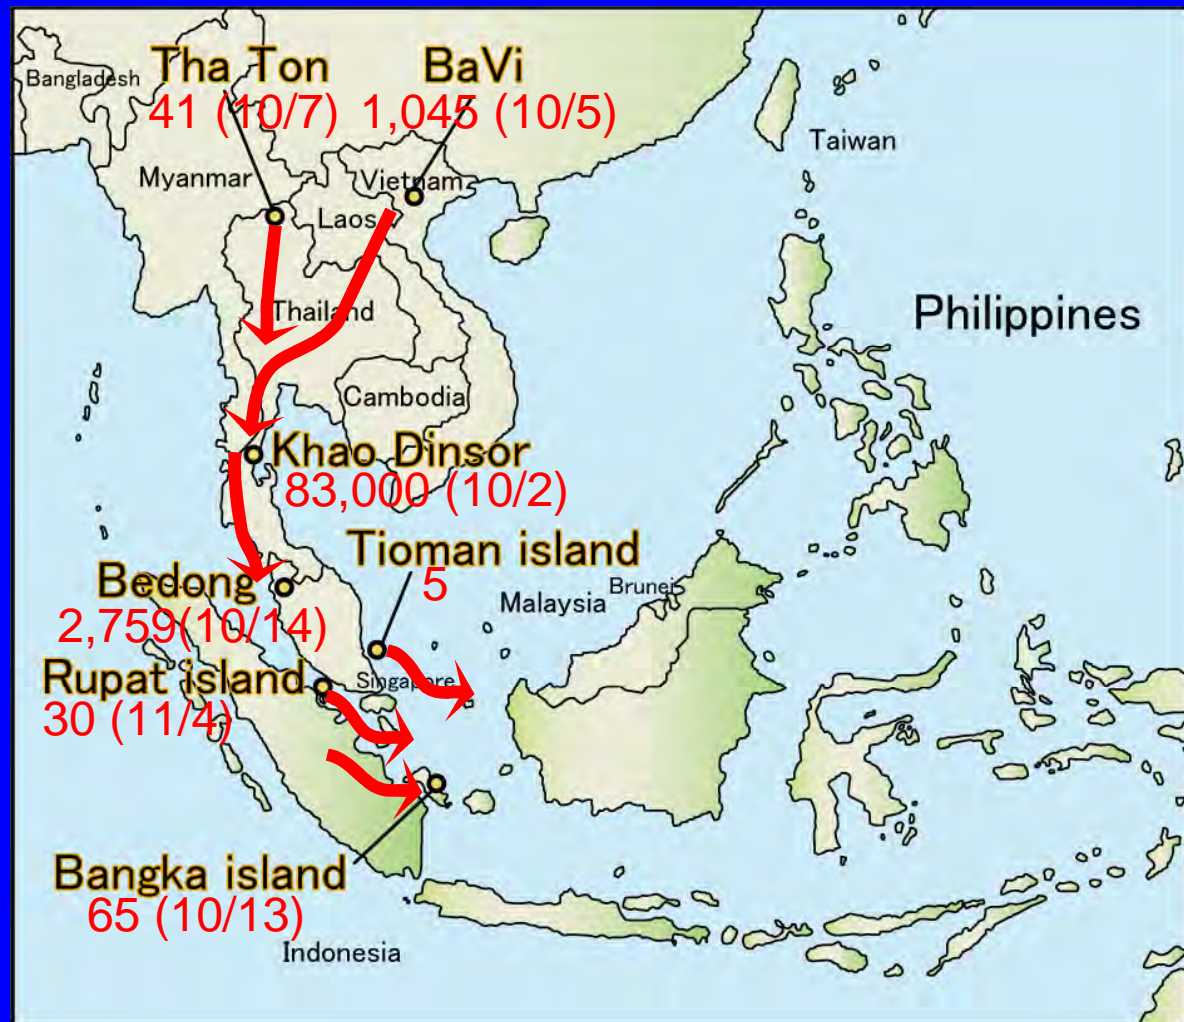 Tha Ton
BaVi
Bangladesh
41 (10/7)
1,045 (10/5)
Taiwan
Myanmar
Vietnam
Laos
Thailand
Philippines
Cambodia
Khao Dinsor
83,000 (10/2)
Tioman island
5
Bedong
Brunei
Malaysia
2,759(10/14)
Rupat island
Singapore
30 (11/4)
Bangka island
65 (10/13)
Indonesia